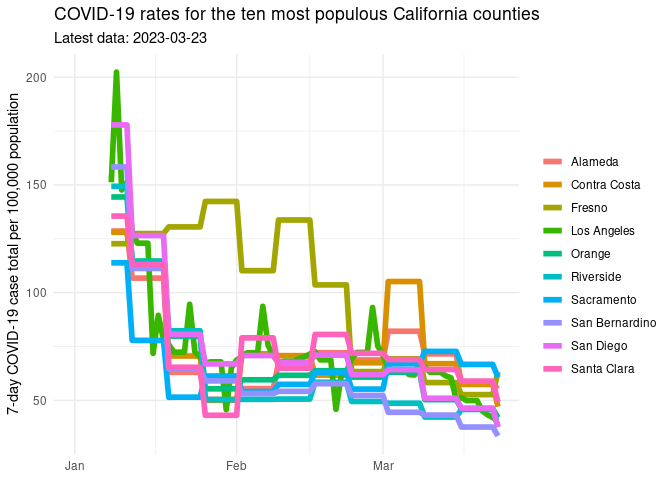 COVID-19 rates for the ten most populous California counties
Latest data: 2023-03-23
7-day COVID-19 case total per 100,000 population
200
150
100
50
Jan
Feb
Mar
Alameda
Contra Costa
Fresno
Los Angeles
Orange
Riverside
Sacramento
San Bernardino
San Diego
Santa Clara